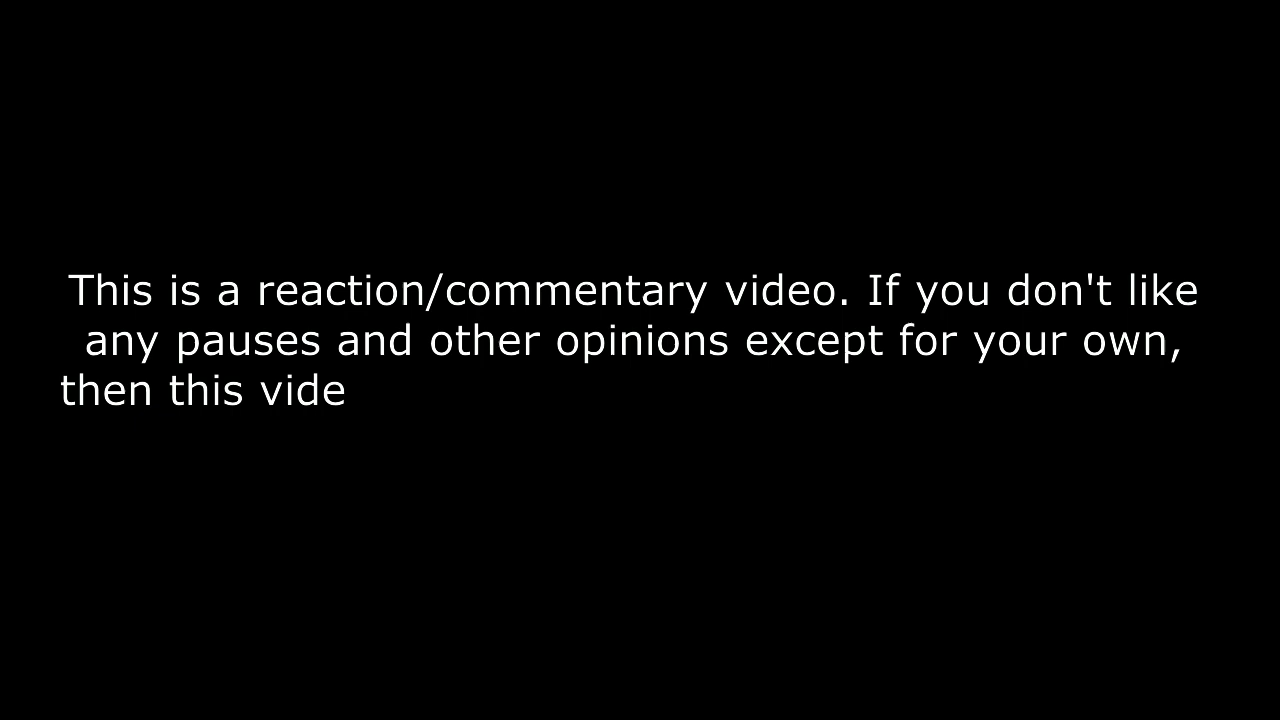 This is a reaction/commentary video. If you don't like
any pauses and other opinions except for your own,
then this vide